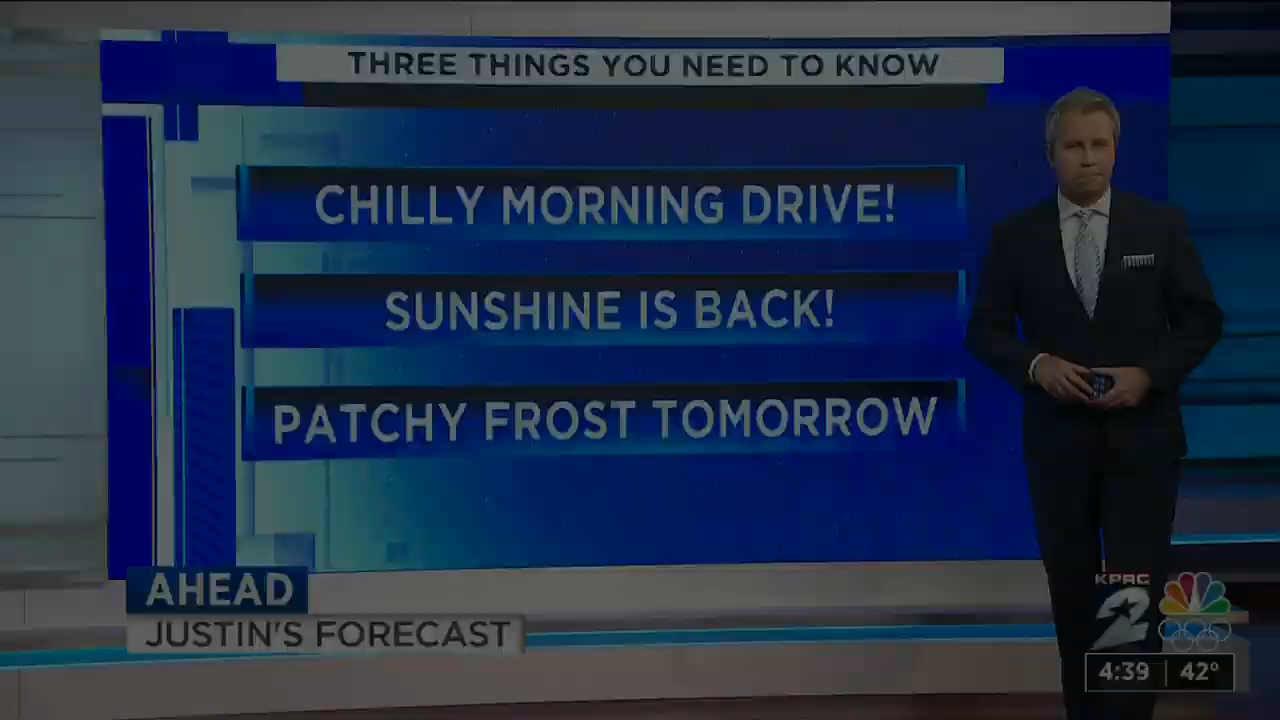 THREE THINGS YOU NEED TO KNOW
CHILLY MORNING DRIVE!
SUNSHINE IS BACK!
PATCHY FROST TOMORROW
AHEAD
JUSTIN'S FORECAST
KPRC
2
4:39 42°